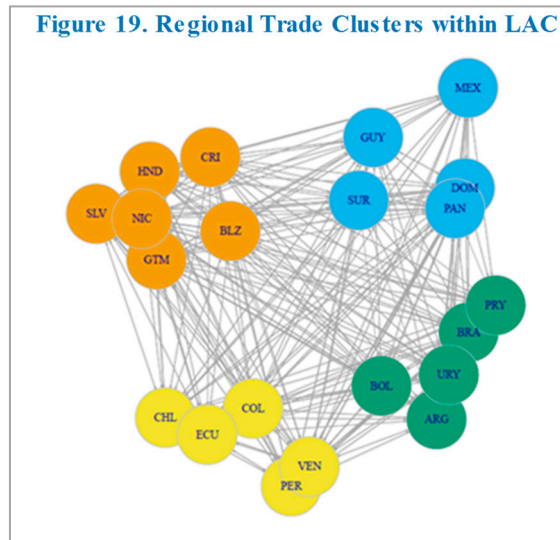 Figure 19. Regional Trade Clusters within LAC
MEX
GUY
CRI
HND
DOM
SUR
PAN
SLV
NIC
BLZ
GTM
PRY
BRA
URY
BOL
COL
CHL
ARG
ECU
VEN
PER